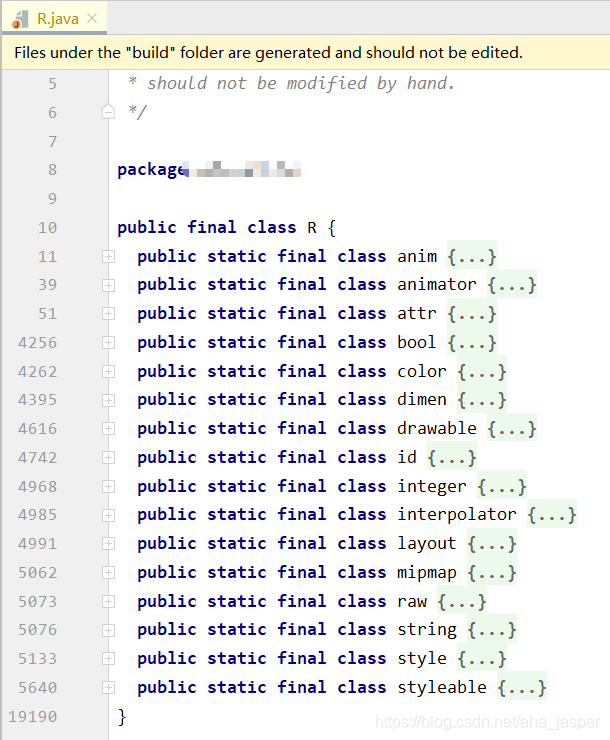 R.java
Files under the "build" folder are generated and should not be edited.
5 * should not be modified by hand.
6 */
7
8 package
9
10 public final class R {
11 public static final class anim {...}
39 public static final class animator {...}
51 public static final class attr {...}
4256 public static final class bool {...}
4262 public static final class color {...}
4395 public static final class dimen {...}
4616 public static final class drawable {...}
4742 public static final class id {...}
4968 public static final class integer {...}
4985 public static final class interpolator {...}
4991 public static final class layout {...}
5062 public static final class mipmap {...}
5073 public static final class raw {...}
5076 public static final class string {...}
5133 public static final class style {...}
5640 public static final class styleable {...}
19190 }
https://blog.csdn.net/aha_jasper